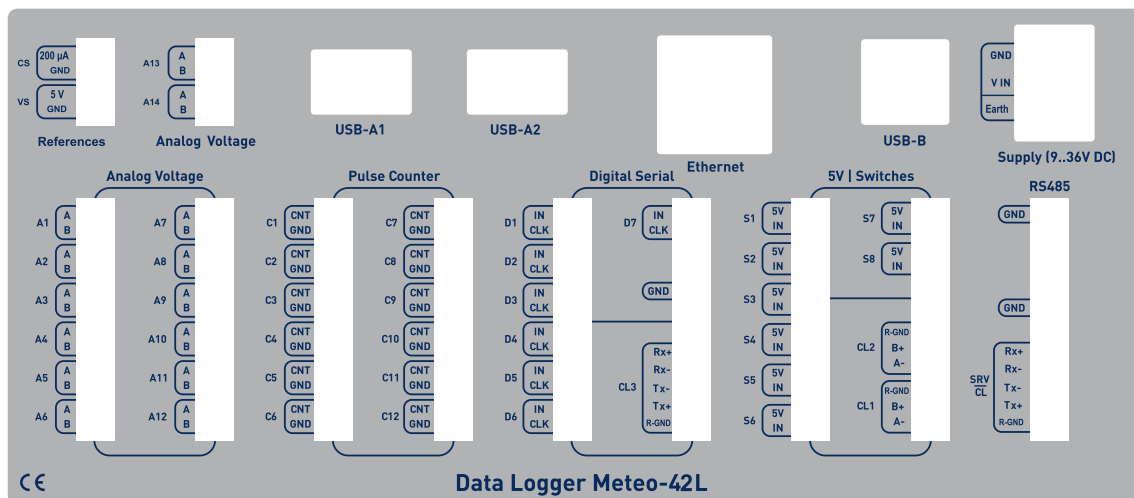 CS 200 µA GND
VS 5 V GND
References
A13 A B
A14 A B
Analog Voltage
USB-A1
USB-A2
Ethernet
USB-B
GND
V IN
Earth
Supply (9..36V DC)
Analog Voltage
A1 A B
A2 A B
A3 A B
A4 A B
A5 A B
A6 A B
A7 A B
A8 A B
A9 A B
A10 A B
A11 A B
A12 A B
Pulse Counter
C1 CNT GND
C2 CNT GND
C3 CNT GND
C4 CNT GND
C5 CNT GND
C6 CNT GND
C7 CNT GND
C8 CNT GND
C9 CNT GND
C10 CNT GND
C11 CNT GND
C12 CNT GND
Digital Serial
D1 IN CLK
D2 IN CLK
D3 IN CLK
D4 IN CLK
D5 IN CLK
D6 IN CLK
D7 IN CLK
GND
CL3
Rx+
Rx-
Tx-
Tx+
R-GND
5V | Switches
S1 5V IN
S2 5V IN
S3 5V IN
S4 5V IN
S5 5V IN
S6 5V IN
S7 5V IN
S8 5V IN
CL2
R-GND
B+
A-
CL1
R-GND
B+
A-
RS485
GND
GND
SRV
CL
Rx+
Rx-
Tx-
Tx+
R-GND
CE
Data Logger Meteo-42L